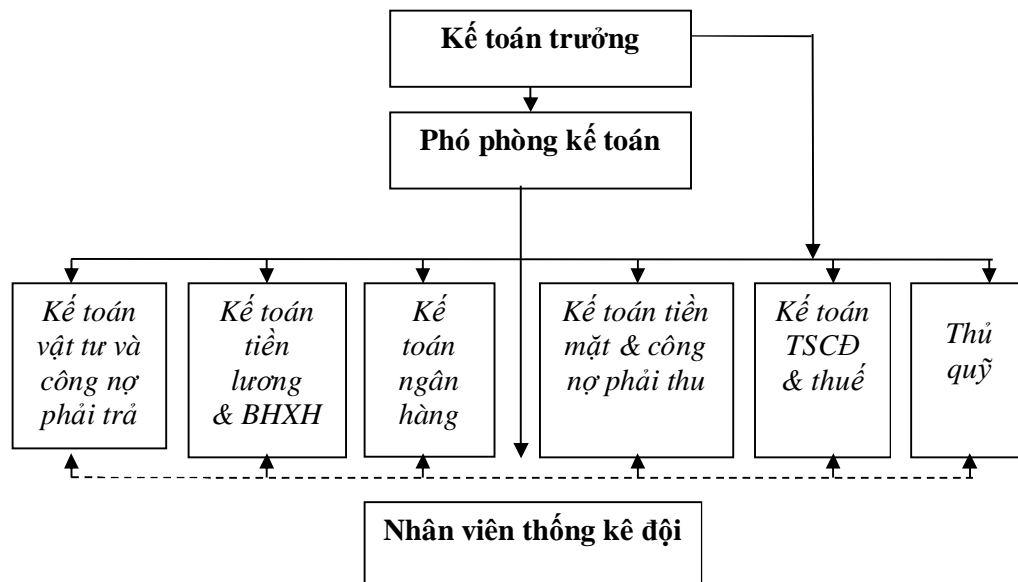 Kế toán trưởng
Phó phòng kế toán
Kế toán
vật tư và
công nợ
phải trả
Kế toán
tiền
lương
& BHXH
Kế
toán
ngân
hàng
Kế toán tiền
mặt & công
nợ phải thu
Kế toán
TSCĐ
& thuế
Thủ
quỹ
Nhân viên thống kê đội